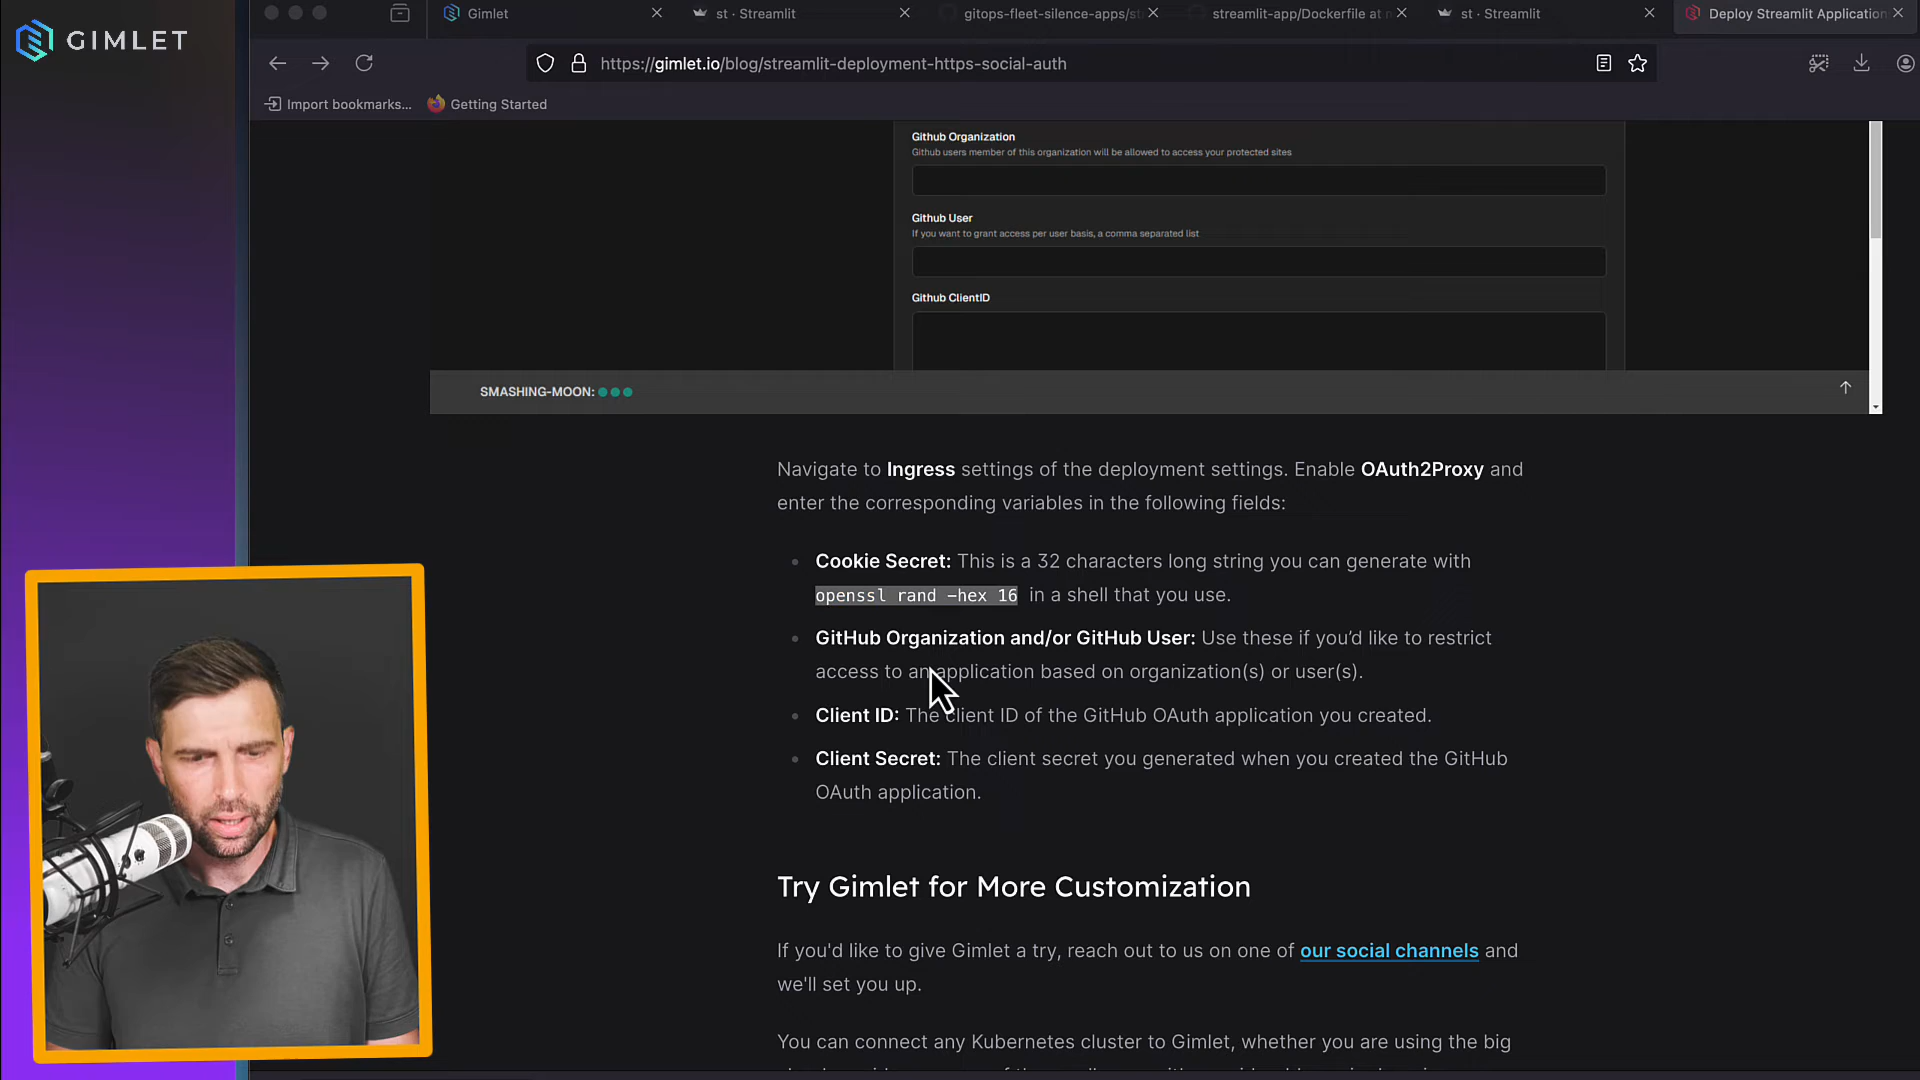 GIMLET
Gimlet
st · Streamlit
gitops-fleet-silence-apps/st
streamlit-app/Dockerfile at m
st · Streamlit
Deploy Streamlit Application
https://gimlet.io/blog/streamlit-deployment-https-social-auth
Import bookmarks...
Getting Started
Github Organization
Github users member of this organization will be allowed to access your protected sites
Github User
If you want to grant access per user basis, a comma separated list
Github ClientID
SMASHING-MOON:
Navigate to Ingress settings of the deployment settings. Enable OAuth2Proxy and
enter the corresponding variables in the following fields:
Cookie Secret: This is a 32 characters long string you can generate with
openssl rand -hex 16 in a shell that you use.
GitHub Organization and/or GitHub User: Use these if you'd like to restrict
access to an application based on organization(s) or user(s).
Client ID: The client ID of the GitHub OAuth application you created.
Client Secret: The client secret you generated when you created the GitHub
OAuth application.
Try Gimlet for More Customization
If you'd like to give Gimlet a try, reach out to us on one of our social channels and
we'll set you up.
You can connect any Kubernetes cluster to Gimlet, whether you are using the big